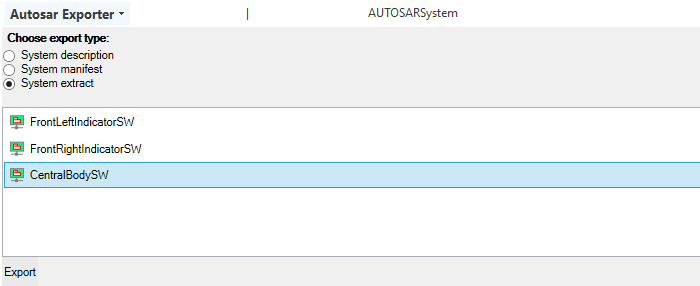 Autosar Exporter AUTOSARSystem
Choose export type:
System description
System manifest
System extract
FrontLeftIndicatorSW
FrontRightIndicatorSW
CentralBodySW
Export